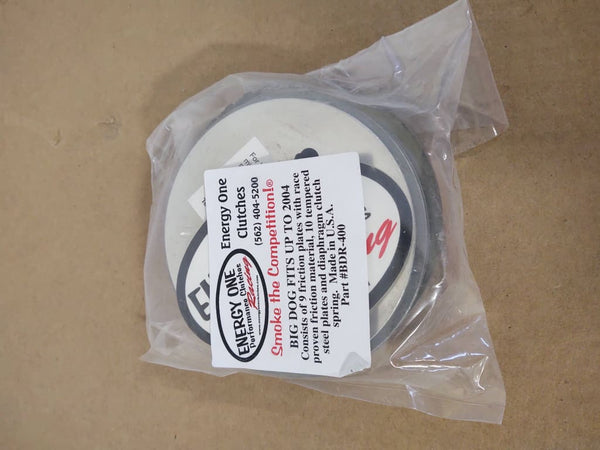 ENERGY ONE
Performance Clutches
Racing
Energy One
Clutches
(562) 404-5200
Smoke the Competition!®
BIG DOG FITS UP TO 2004
Consists of 9 friction plates with race
proven friction material, 10 tempered
steel plates and diaphragm clutch
spring. Made in U.S.A.
Part #BDR-400